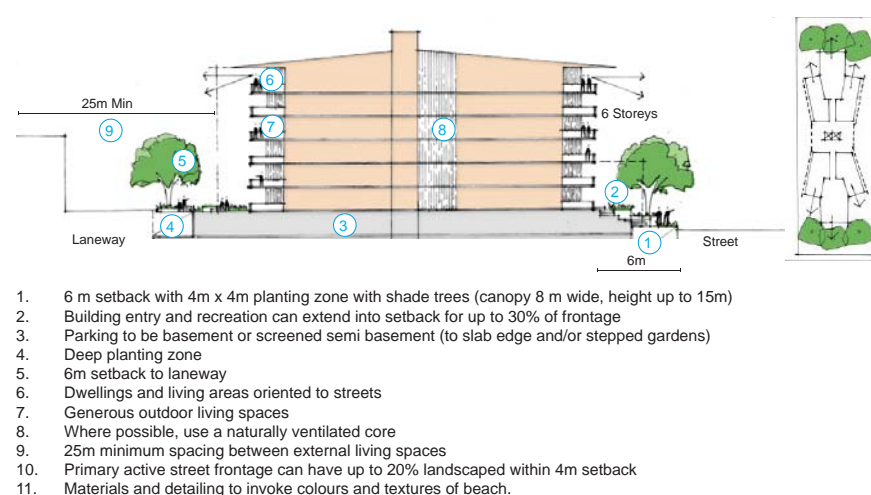 25m Min
9
6
7
8
6 Storeys
5
2
4
3
1
Laneway
Street
6m
1. 6 m setback with 4m x 4m planting zone with shade trees (canopy 8 m wide, height up to 15m)
2. Building entry and recreation can extend into setback for up to 30% of frontage
3. Parking to be basement or screened semi basement (to slab edge and/or stepped gardens)
4. Deep planting zone
5. 6m setback to laneway
6. Dwellings and living areas oriented to streets
7. Generous outdoor living spaces
8. Where possible, use a naturally ventilated core
9. 25m minimum spacing between external living spaces
10. Primary active street frontage can have up to 20% landscaped within 4m setback
11. Materials and detailing to invoke colours and textures of beach.